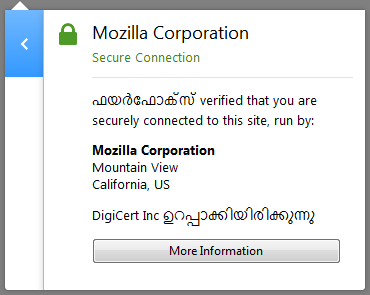 Mozilla Corporation
Secure Connection
ഫയര്‍ഫോക്സ് verified that you are
securely connected to this site, run by:
Mozilla Corporation
Mountain View
California, US
DigiCert Inc ഉറപ്പാക്കിയിരിക്കുന്നു
More Information